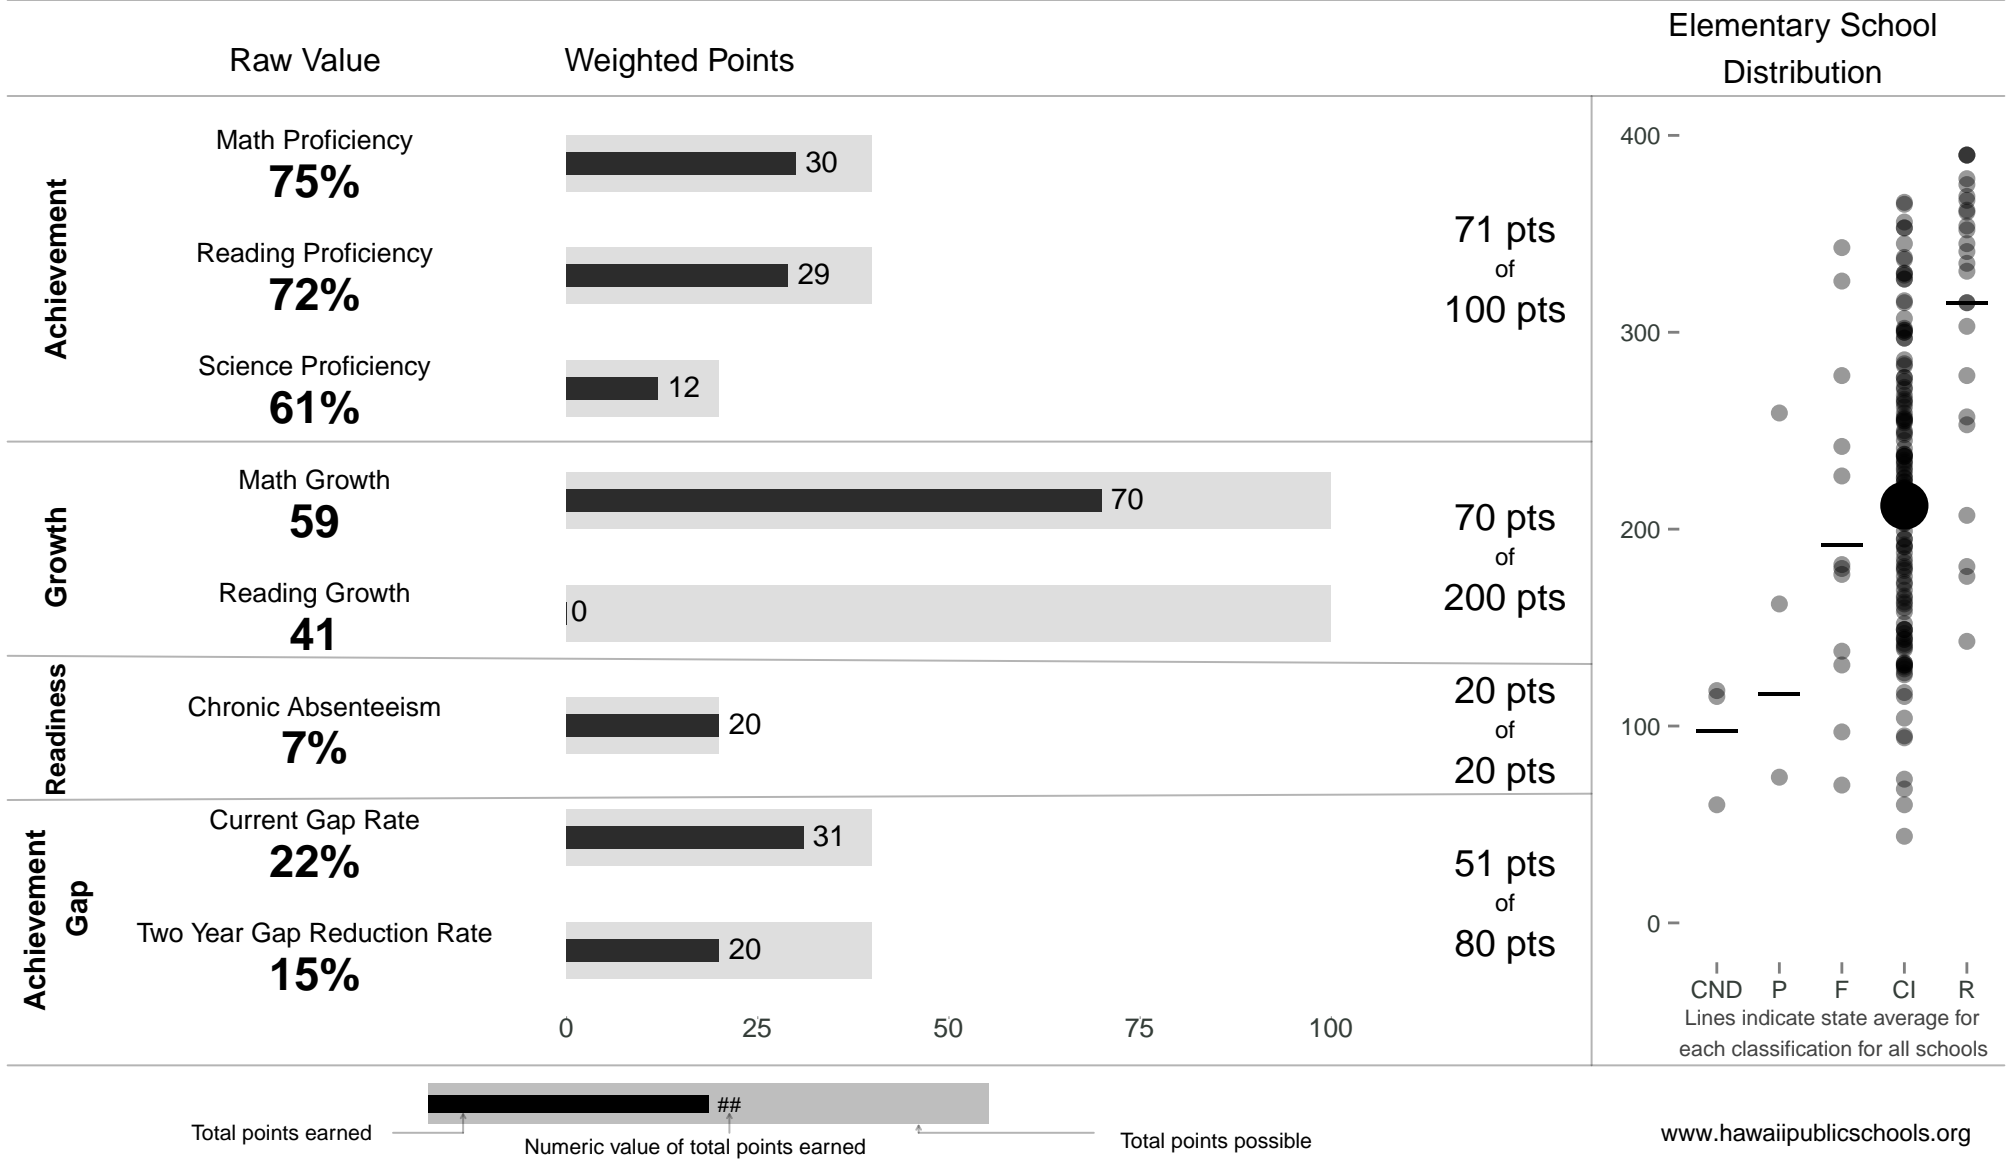 Raw Value
Weighted Points
Elementary School
Distribution
Achievement
Math Proficiency
75%
30
Reading Proficiency
72%
29
Science Proficiency
61%
12
71 pts
of
100 pts
Growth
Math Growth
59
70
Reading Growth
41
0
70 pts
of
200 pts
Readiness
Chronic Absenteeism
7%
20
20 pts
of
20 pts
Achievement
Gap
Current Gap Rate
22%
31
Two Year Gap Reduction Rate
15%
20
51 pts
of
80 pts
0 25 50 75 100
400
300
200
100
0
CND P F CI R
Lines indicate state average for
each classification for all schools
##
Total points earned
Numeric value of total points earned
Total points possible
www.hawaiipublicschools.org